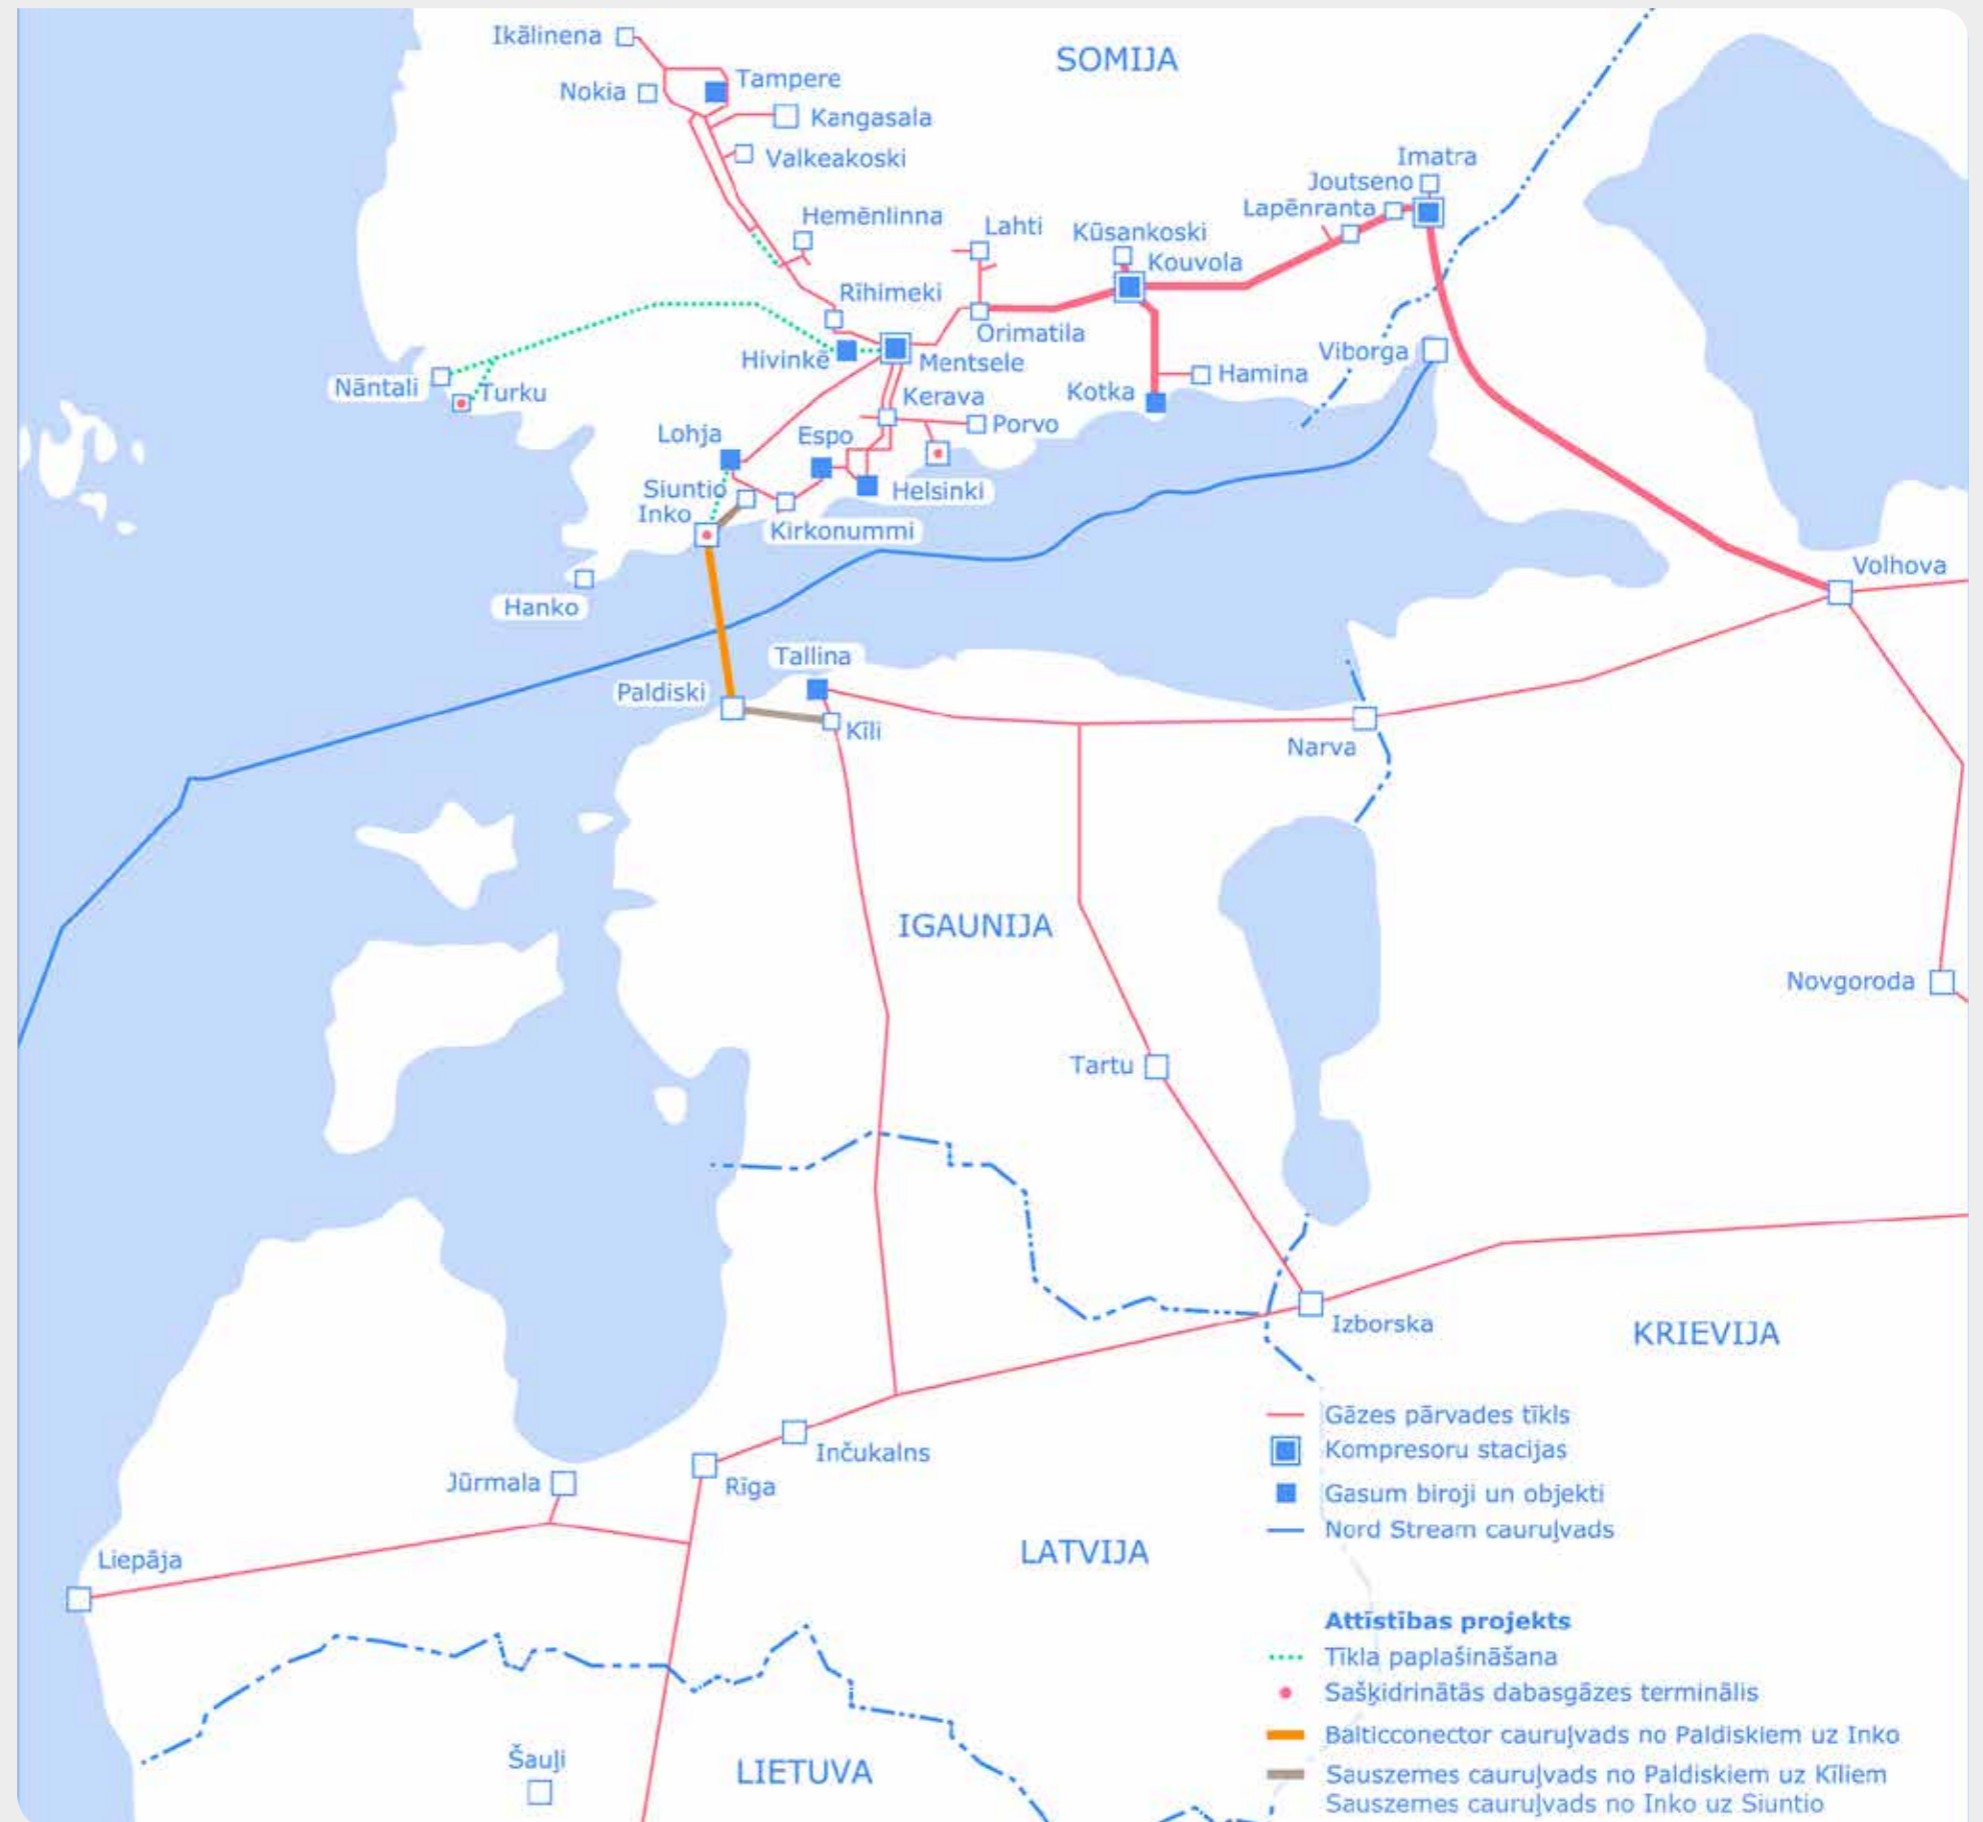 Ikālinena
SOMIJA
Tampere
Nokia
Kangasala
Valkeakoski
Imatra
Joutseno
Lapēnranta
Hemēnlinna
Lahti
Kūsankoski
Kouvola
Rīhimeki
Orimatila
Hivinkē
Mentsele
Viborga
Hamina
Nāntali
Turku
Kerava
Kotka
Porvo
Lohja
Espo
Siuntio
Helsinki
Inko
Kirkonummi
Volhova
Hanko
Tallina
Paldiski
Kīli
Narva
IGAUNIJA
Novgoroda
Tartu
Izborska
KRIEVIJA
Gāzes pārvades tīkls
Inčukalns
Kompresoru stacijas
Jūrmala
Rīga
Gasum biroji un objekti
Nord Stream cauruļvads
LATVIJA
Liepāja
Attīstības projekts
Tīkla paplašināšana
Sašķidrinātās dabasgāzes terminālis
Balticconector cauruļvads no Paldiskiem uz Inko
Šauļi
LIETUVA
Sauszemes cauruļvads no Paldiskiem uz Kīliem
Sauszemes cauruļvads no Inko uz Siuntio